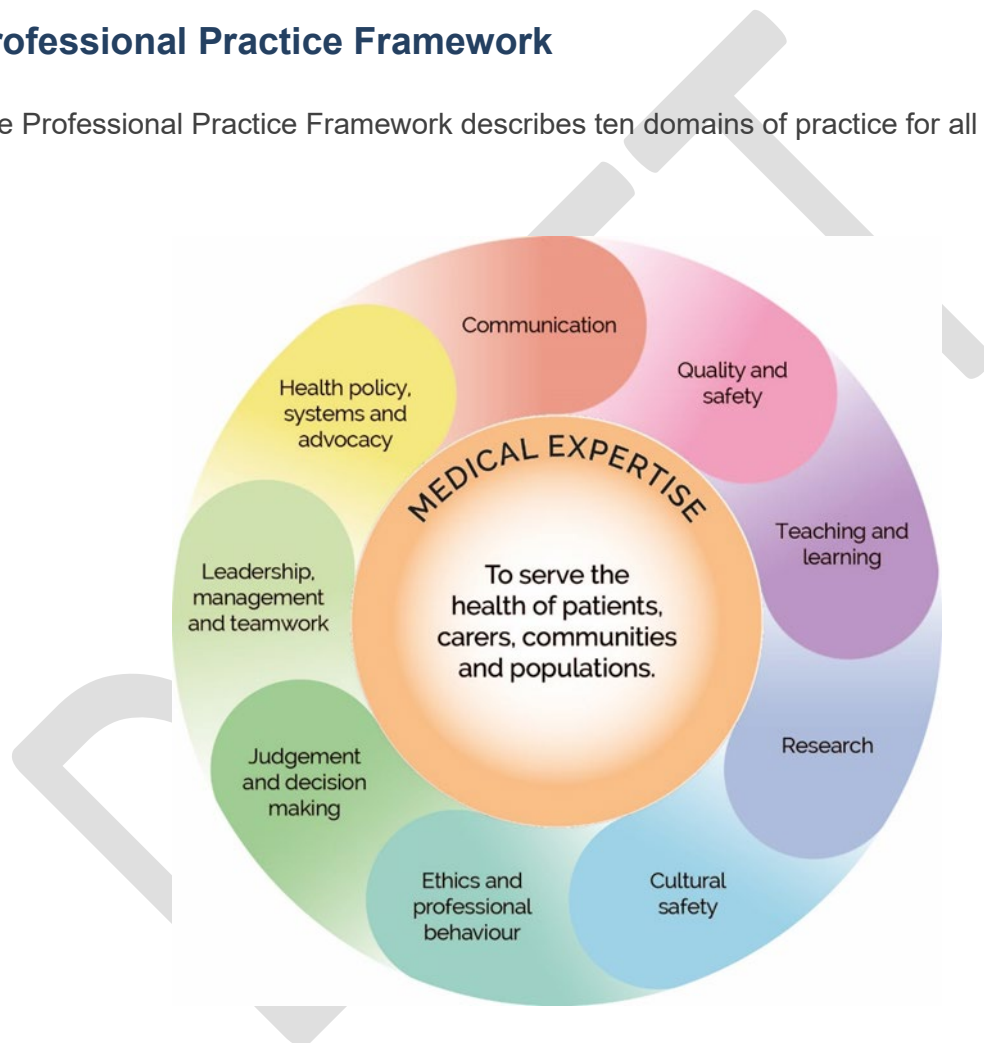 rofessional Practice Framework
e Professional Practice Framework describes ten domains of practice for all
Communication
Quality and
safety
Teaching and
learning
Research
Cultural
safety
Ethics and
professional
behaviour
Judgement
and decision
making
Leadership,
management
and teamwork
Health policy,
systems and
advocacy
MEDICAL EXPERTISE
To serve the
health of patients,
carers, communities
and populations.